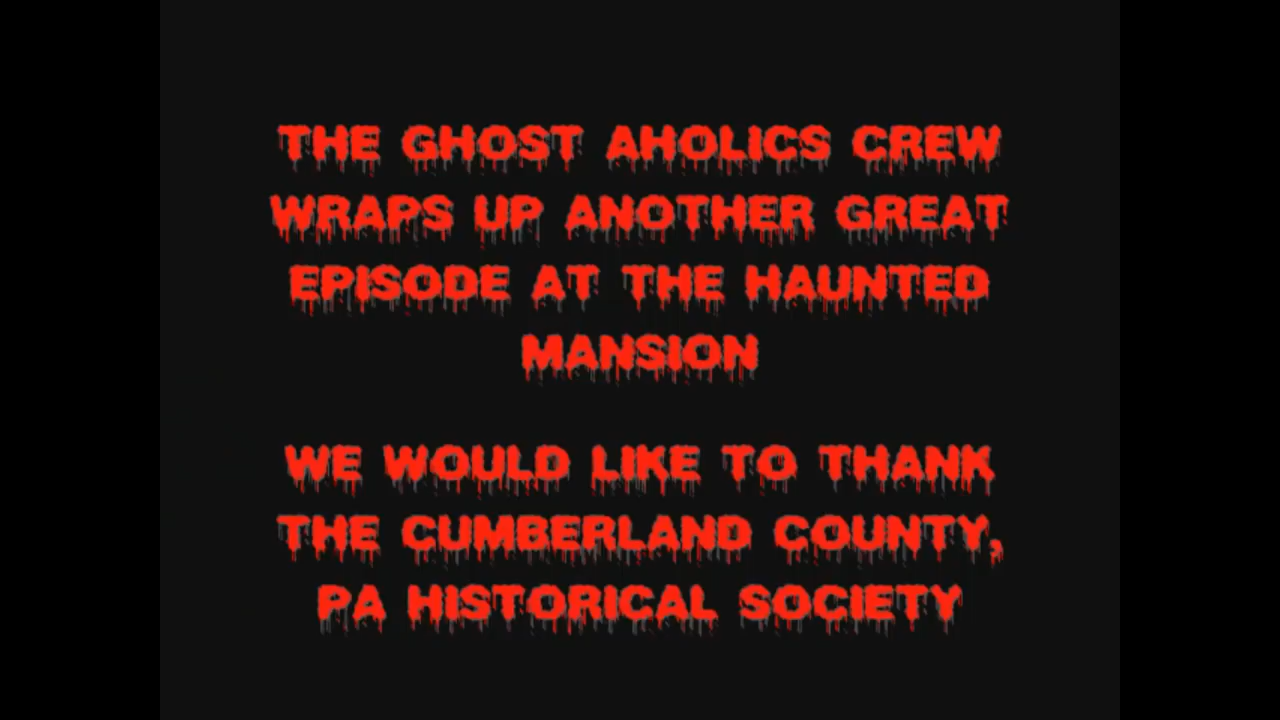 THE GHOST AHOLICS CREW
WRAPS UP ANOTHER GREAT
EPISODE AT THE HAUNTED
MANSION
WE WOULD LIKE TO THANK
THE CUMBERLAND COUNTY,
PA HISTORICAL SOCIETY